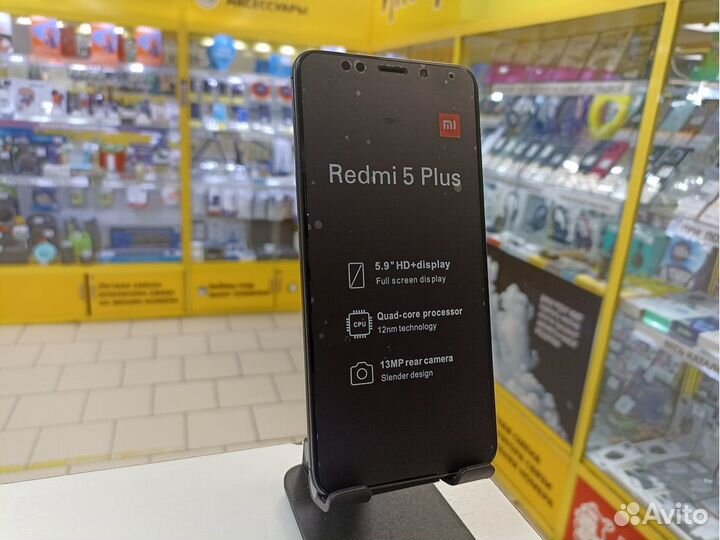 АКСЕССУАРЫ
mi
Redmi 5 Plus
5.9" HD+display
Full screen display
CPU
Quad-core processor
12nm technology
13MP rear camera
Slender design
Avito